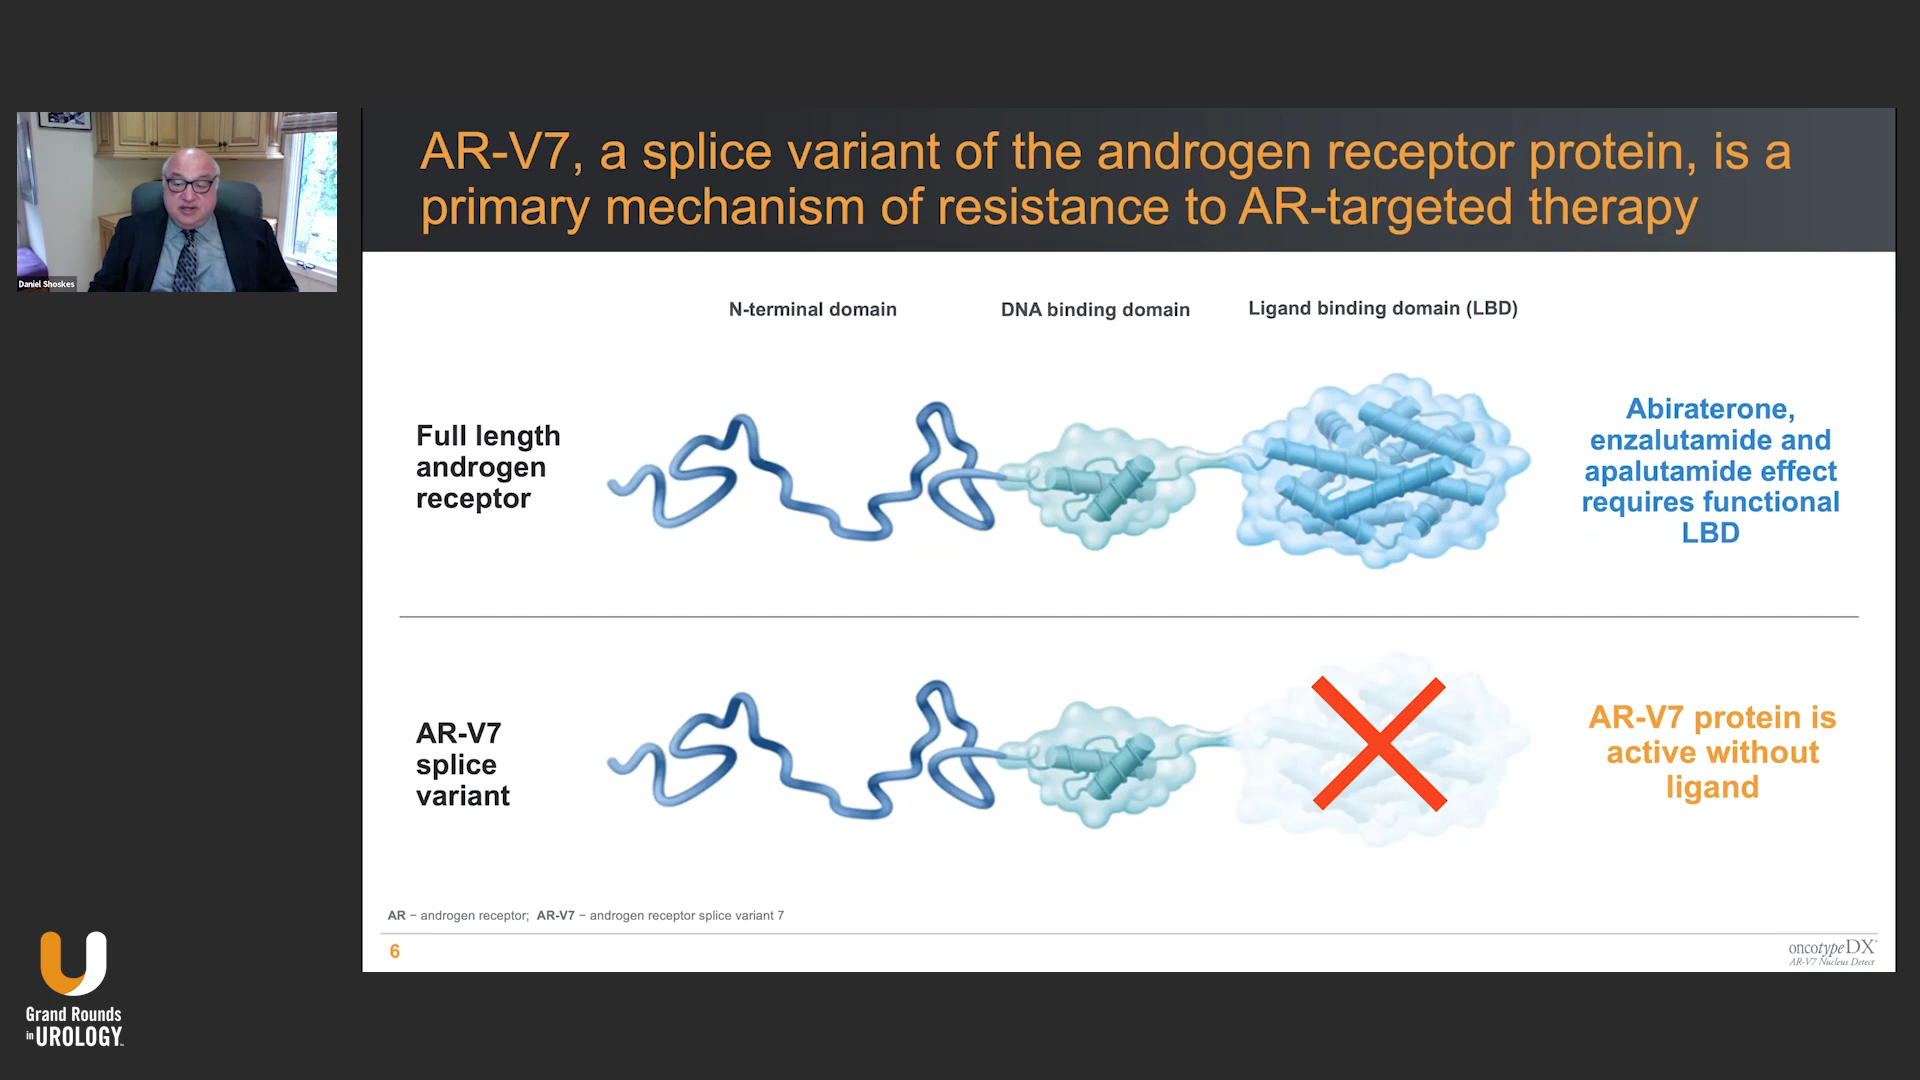 AR-V7, a splice variant of the androgen receptor protein, is a
primary mechanism of resistance to AR-targeted therapy
Daniel Shoskes
N-terminal domain
DNA binding domain
Ligand binding domain (LBD)
Full length
androgen
receptor
Abiraterone,
enzalutamide and
apalutamide effect
requires functional
LBD
AR-V7
splice
variant
AR-V7 protein is
active without
ligand
AR − androgen receptor; AR-V7 − androgen receptor splice variant 7
6
oncotypeDX®
AR-V7 Nucleus Detect
Grand Rounds
in UROLOGY™